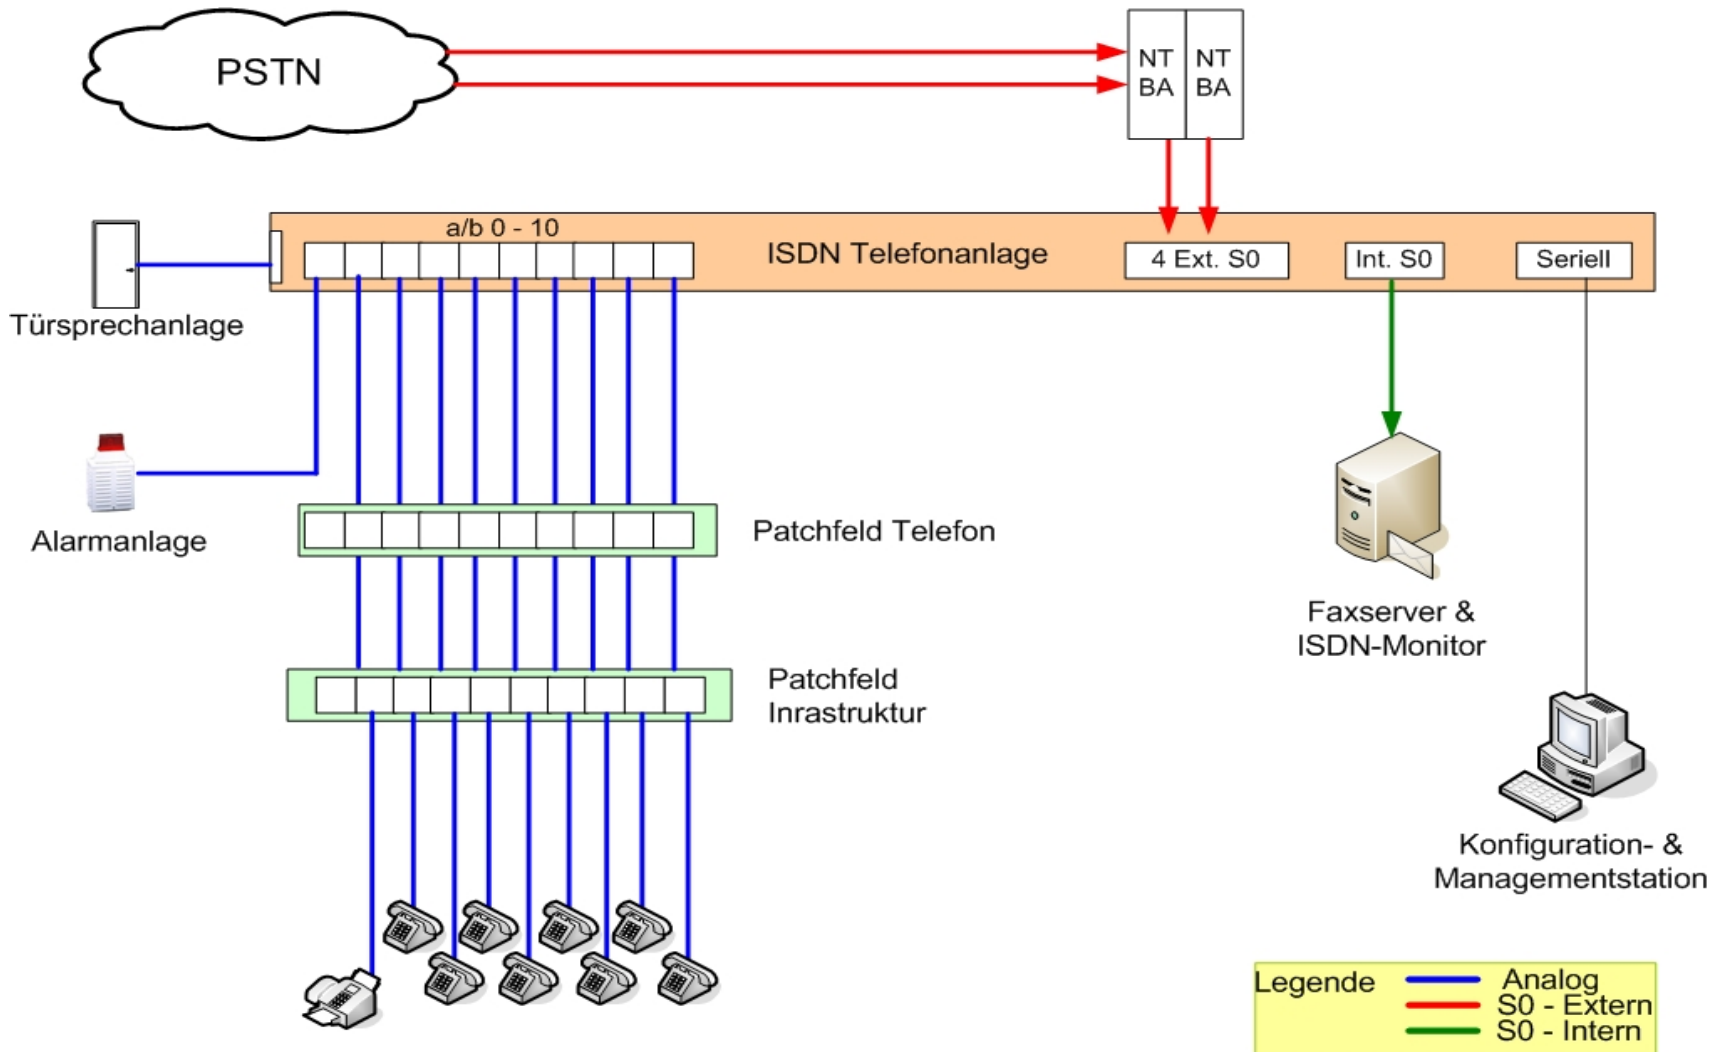 PSTN
NT NT
BA BA
a/b 0 - 10
ISDN Telefonanlage
4 Ext. S0
Int. S0
Seriell
Türsprechanlage
Alarmanlage
Patchfeld Telefon
Faxserver &
ISDN-Monitor
Patchfeld
Inrastruktur
Konfiguration- &
Managementstation
Legende
Analog
S0 - Extern
S0 - Intern